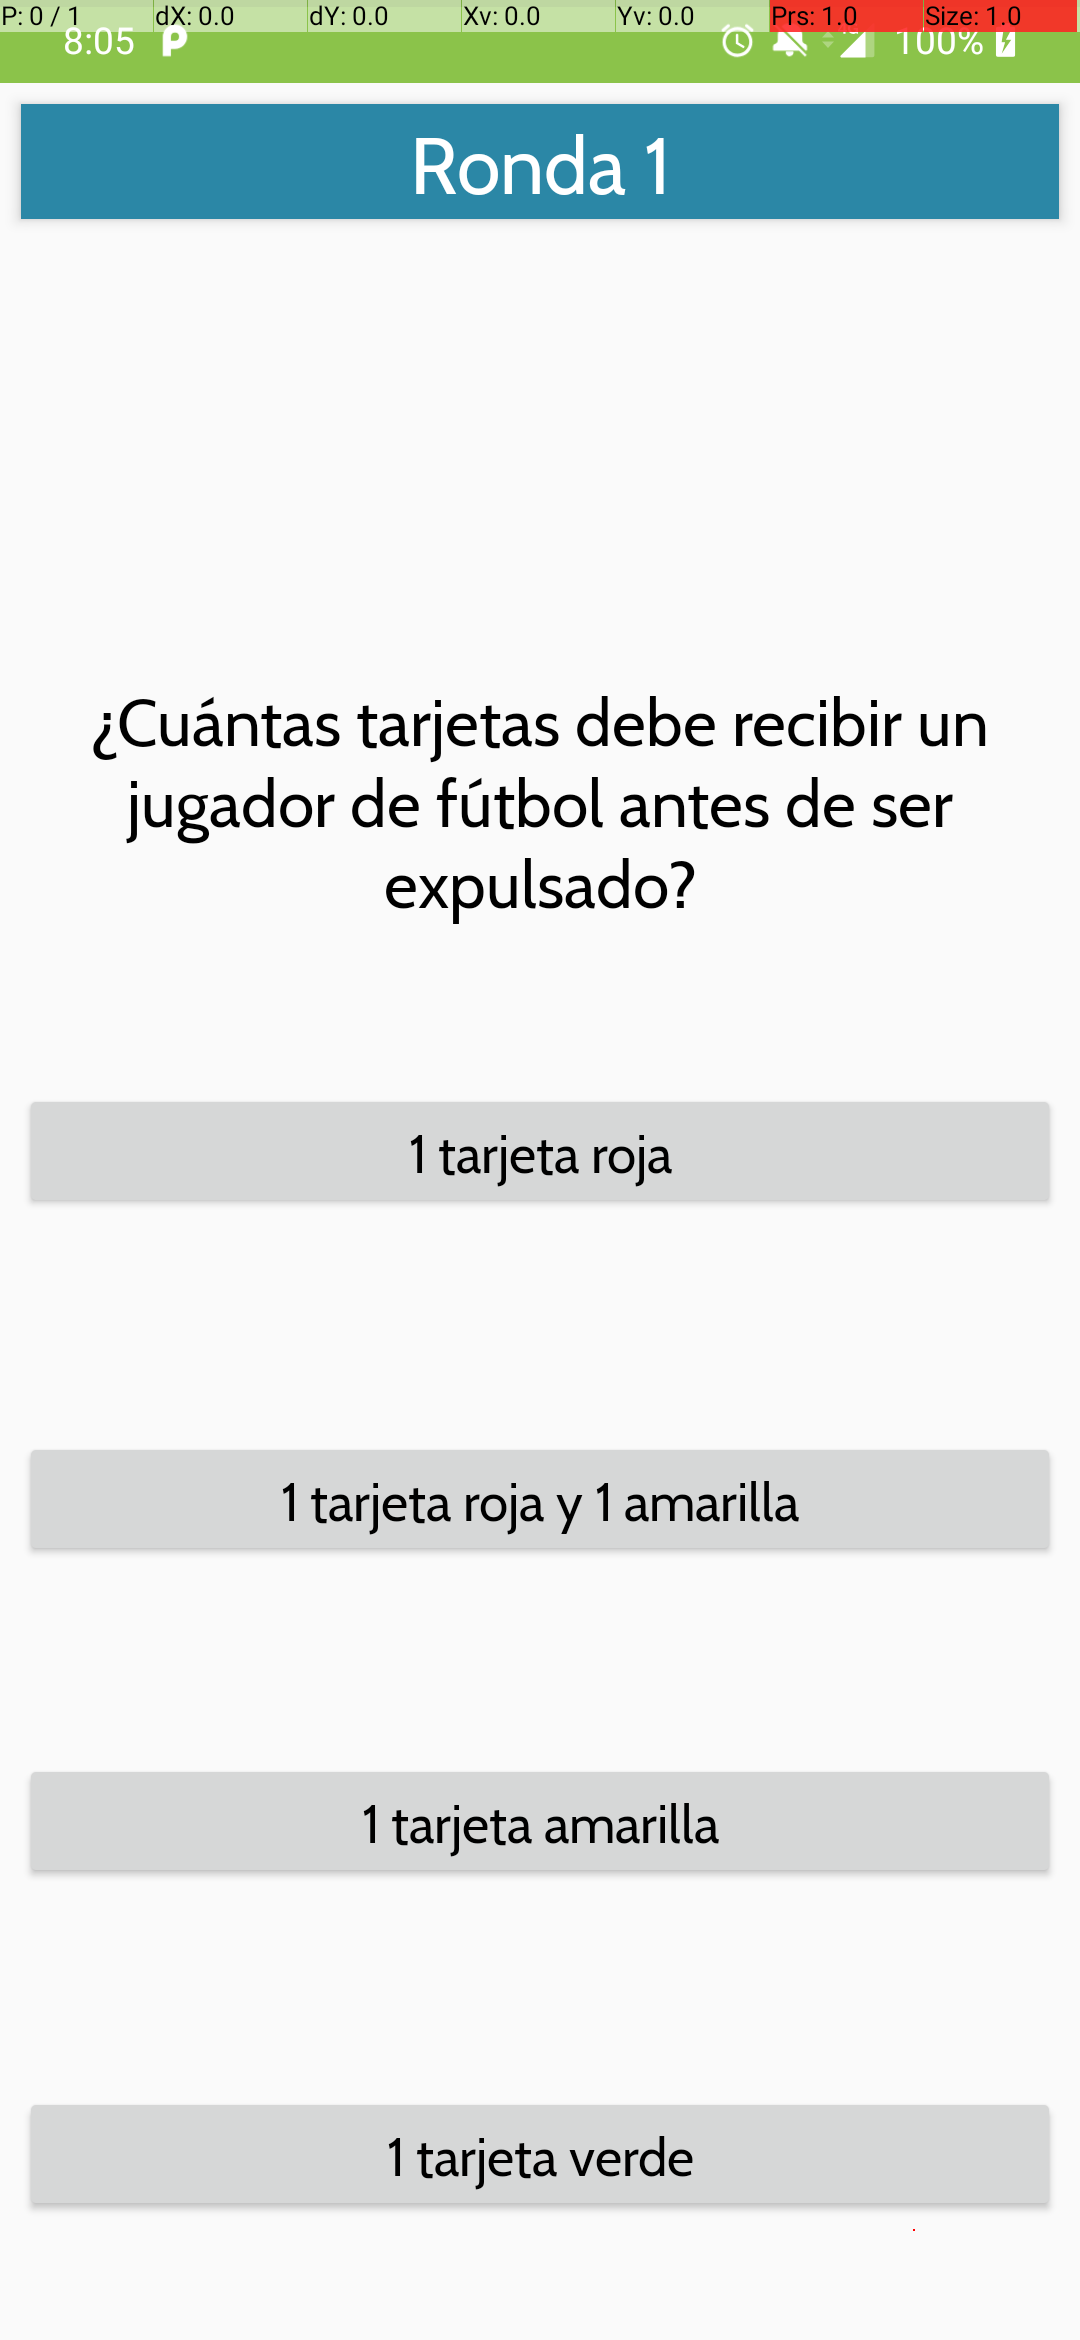 P: 0 / 1 dX: 0.0 dY: 0.0 Xv: 0.0 Yv: 0.0 Prs: 1.0 Size: 1.0
8:05 100%
Ronda 1
¿Cuántas tarjetas debe recibir un
jugador de fútbol antes de ser
expulsado?
1 tarjeta roja
1 tarjeta roja y 1 amarilla
1 tarjeta amarilla
1 tarjeta verde